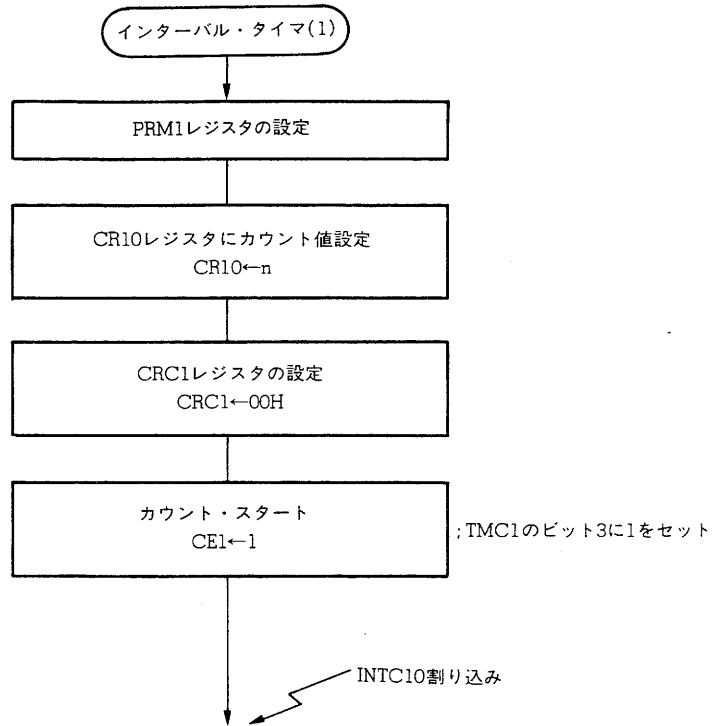 インターバル・タイマ(1)
PRM1レジスタの設定
CR10レジスタにカウント値設定
CR10←n
CRC1レジスタの設定
CRC1←00H
カウント・スタート
CE1←1
;TMC1のビット3に1をセット
INTC10割り込み